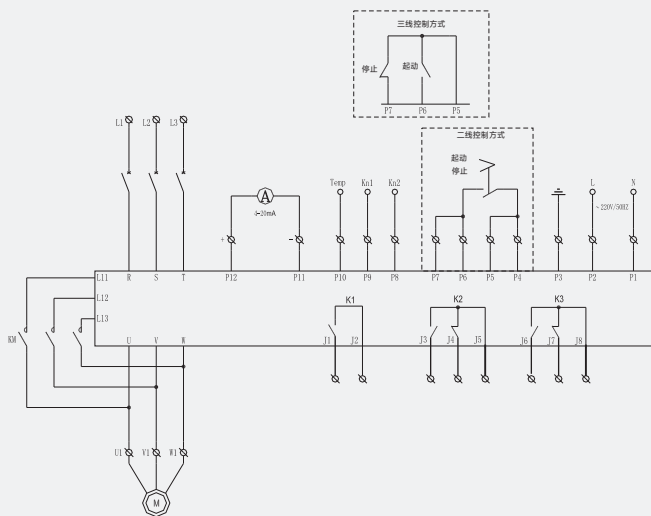 三线控制方式
停止
起动
P7 P6 P5
L1 L2 L3
二线控制方式
起动
停止
Temp Kn1 Kn2
L N
~220V/50HZ
A
4-20mA
+ -
L11 R S T P12 P11 P10 P9 P8 P7 P6 P5 P4 P3 P2 P1
L12
L13
KM
K1 K2 K3
U V W J1 J2 J3 J4 J5 J6 J7 J8
U1 V1 W1
M